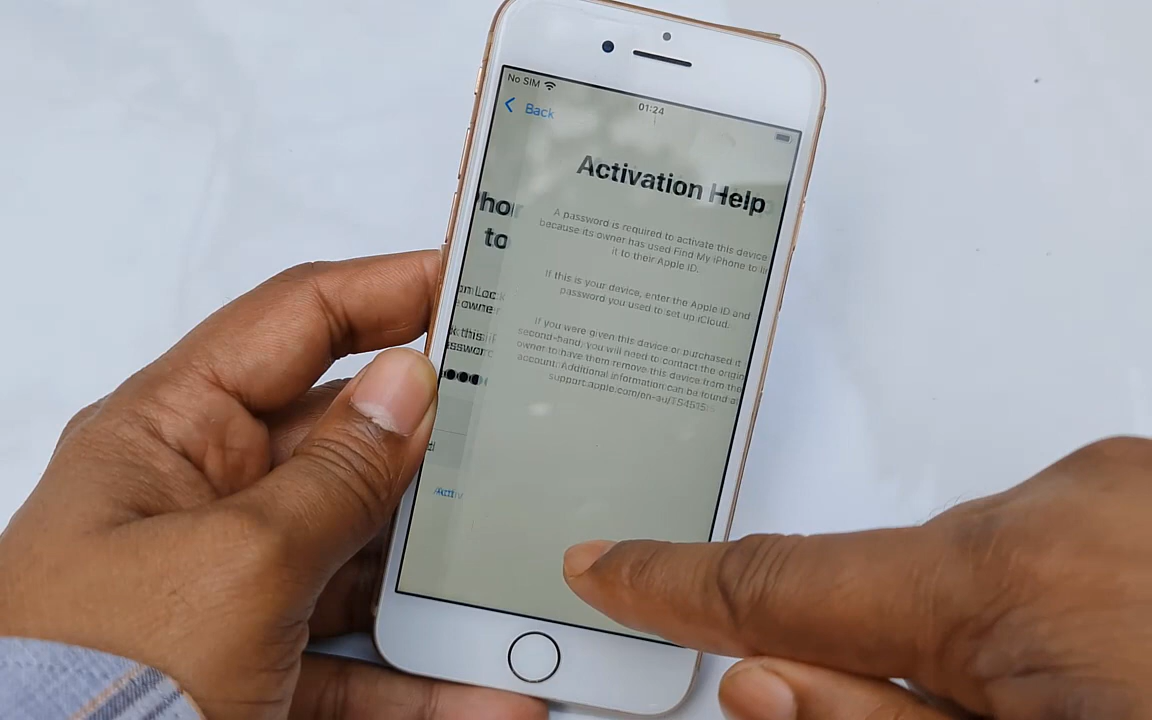 No SIM
01:24
Back
Activation Help
A password is required to activate this device
because its owner has used Find My iPhone to
it to their Apple ID.
If this is your device, enter the Apple ID and
password you used to set up iCloud.
If you were given this device or purchased it
second-hand, you will need to contact the
owner to have them remove this device from
account. Additional information can be found at
support.apple.com/en-au/TS4515
to
owner